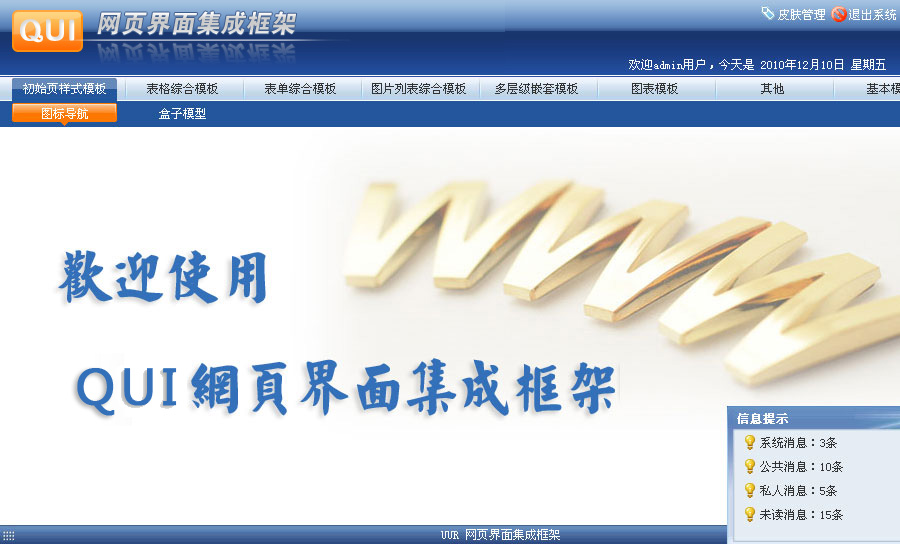 QUI 网页界面集成框架
皮肤管理 退出系统
欢迎admin用户，今天是 2010年12月10日 星期五
初始页样式模板 表格综合模板 表单综合模板 图片列表综合模板 多层级嵌套模板 图表模板 其他 基本模
图标导航 盒子模型
www
歡迎使用
QUI 網頁界面集成框架
信息提示
系统消息：3条
公共消息：10条
私人消息：5条
未读消息：15条
UUR 网页界面集成框架